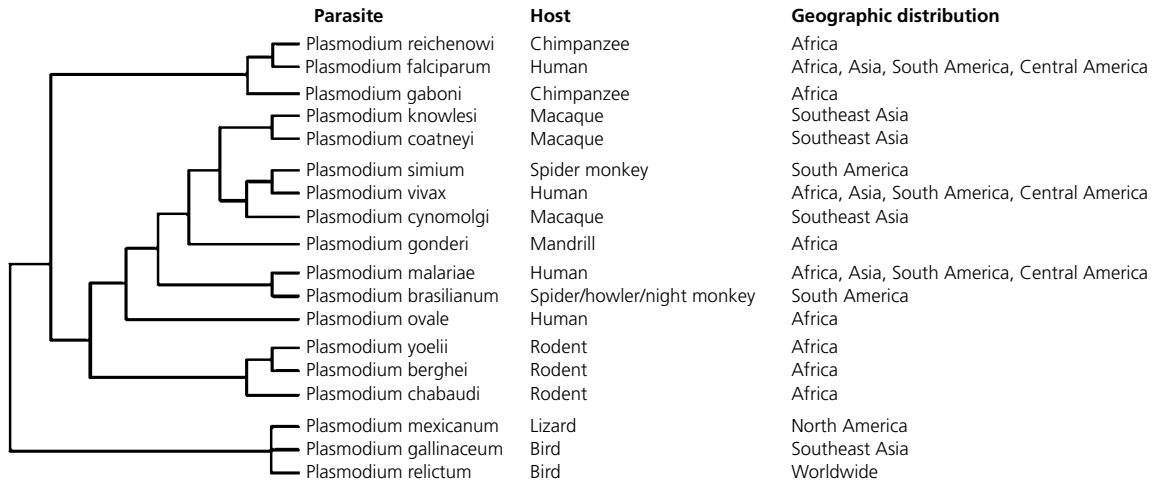 Parasite Host Geographic distribution
Plasmodium reichenowi Chimpanzee Africa
Plasmodium falciparum Human Africa, Asia, South America, Central America
Plasmodium gaboni Chimpanzee Africa
Plasmodium knowlesi Macaque Southeast Asia
Plasmodium coatneyi Macaque Southeast Asia
Plasmodium simium Spider monkey South America
Plasmodium vivax Human Africa, Asia, South America, Central America
Plasmodium cynomolgi Macaque Southeast Asia
Plasmodium gonderi Mandrill Africa
Plasmodium malariae Human Africa, Asia, South America, Central America
Plasmodium brasilianum Spider/howler/night monkey South America
Plasmodium ovale Human Africa
Plasmodium yoelii Rodent Africa
Plasmodium berghei Rodent Africa
Plasmodium chabaudi Rodent Africa
Plasmodium mexicanum Lizard North America
Plasmodium gallinaceum Bird Southeast Asia
Plasmodium relictum Bird Worldwide